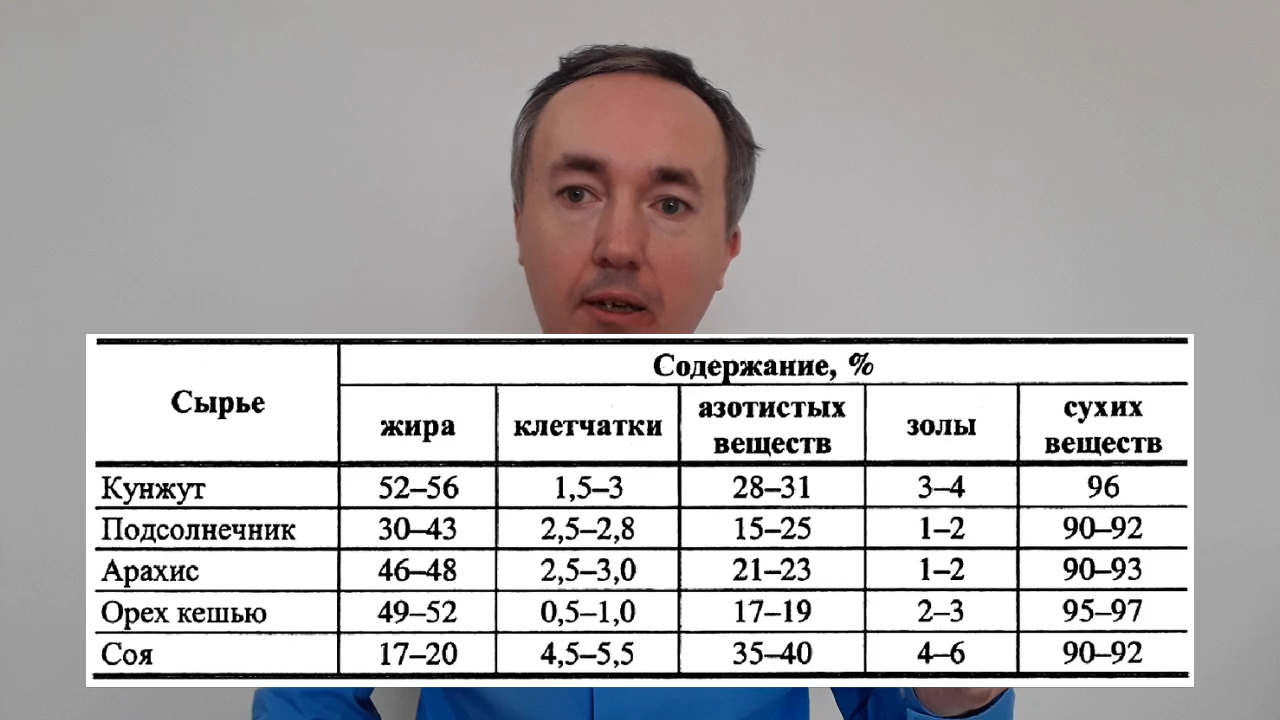 Сырье
Содержание, %
жира
клетчатки
азотистых
веществ
золы
сухих
веществ
Кунжут 52–56 1,5–3 28–31 3–4 96
Подсолнечник 30–43 2,5–2,8 15–25 1–2 90–92
Арахис 46–48 2,5–3,0 21–23 1–2 90–93
Орех кешью 49–52 0,5–1,0 17–19 2–3 95–97
Соя 17–20 4,5–5,5 35–40 4–6 90–92